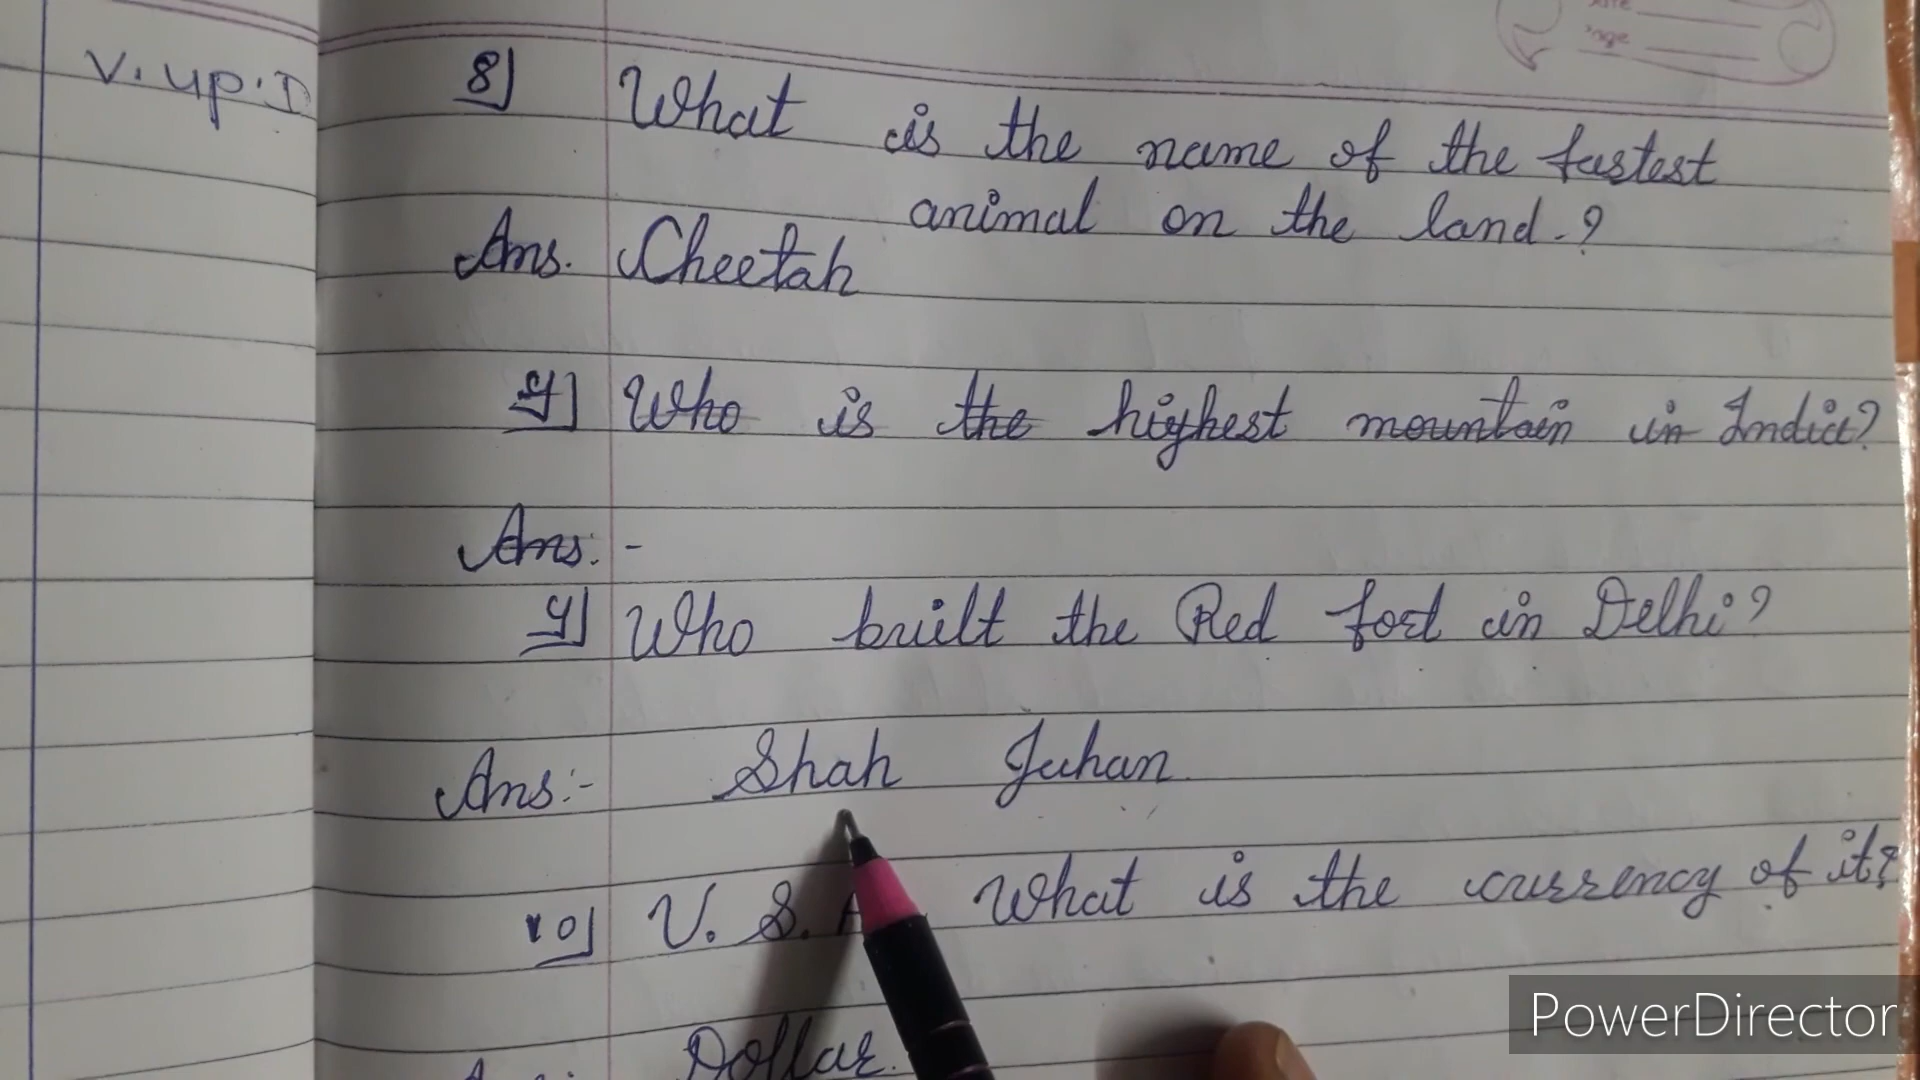 V. up. D
8] What is the name of the fastest
animal on the land.?
Ans. Cheetah
9] Who is the highest mountain in India?
Ans: -
9] Who built the Red fort in Delhi?
Ans:- Shah Jahan
10] U. S. A What is the currency of it?
Dollar.
PowerDirector